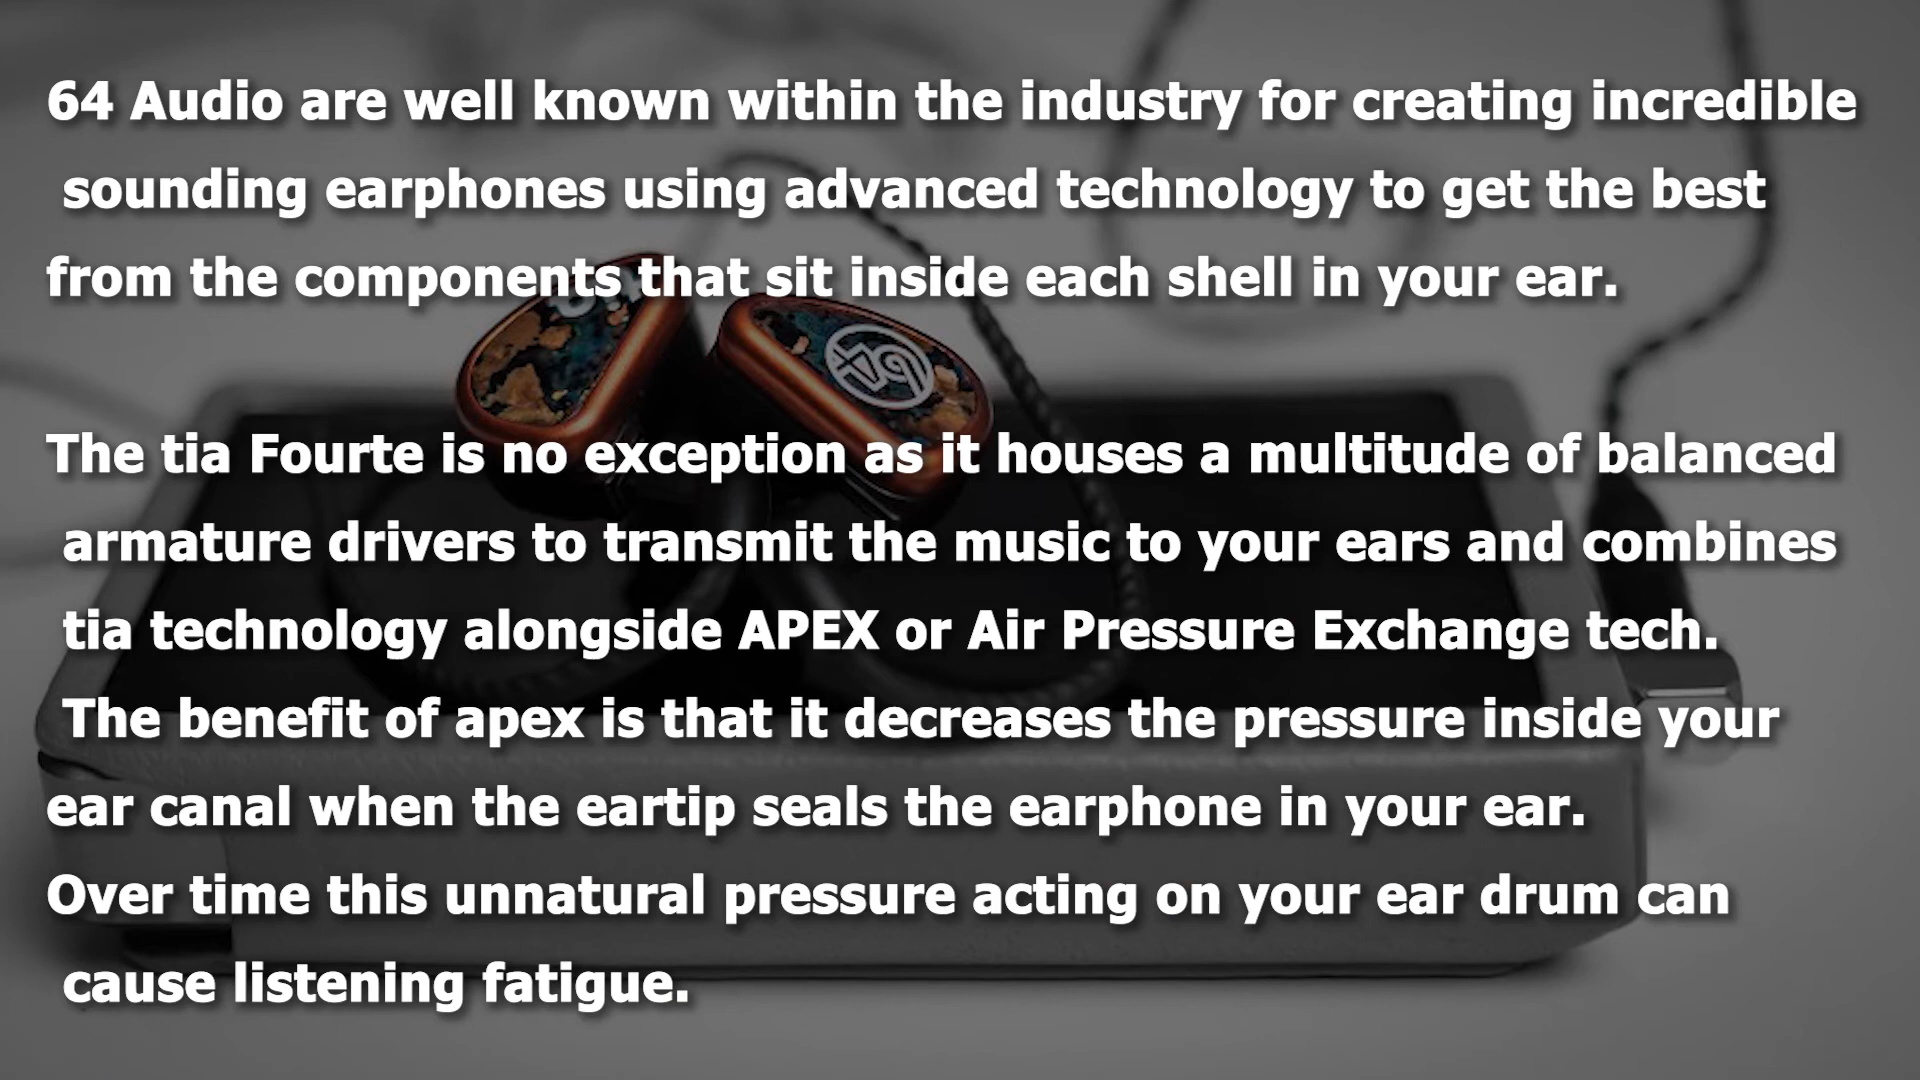 64 Audio are well known within the industry for creating incredible
sounding earphones using advanced technology to get the best
from the components that sit inside each shell in your ear.
64
The tia Fourte is no exception as it houses a multitude of balanced
armature drivers to transmit the music to your ears and combines
tia technology alongside APEX or Air Pressure Exchange tech.
The benefit of apex is that it decreases the pressure inside your
ear canal when the eartip seals the earphone in your ear.
Over time this unnatural pressure acting on your ear drum can
cause listening fatigue.